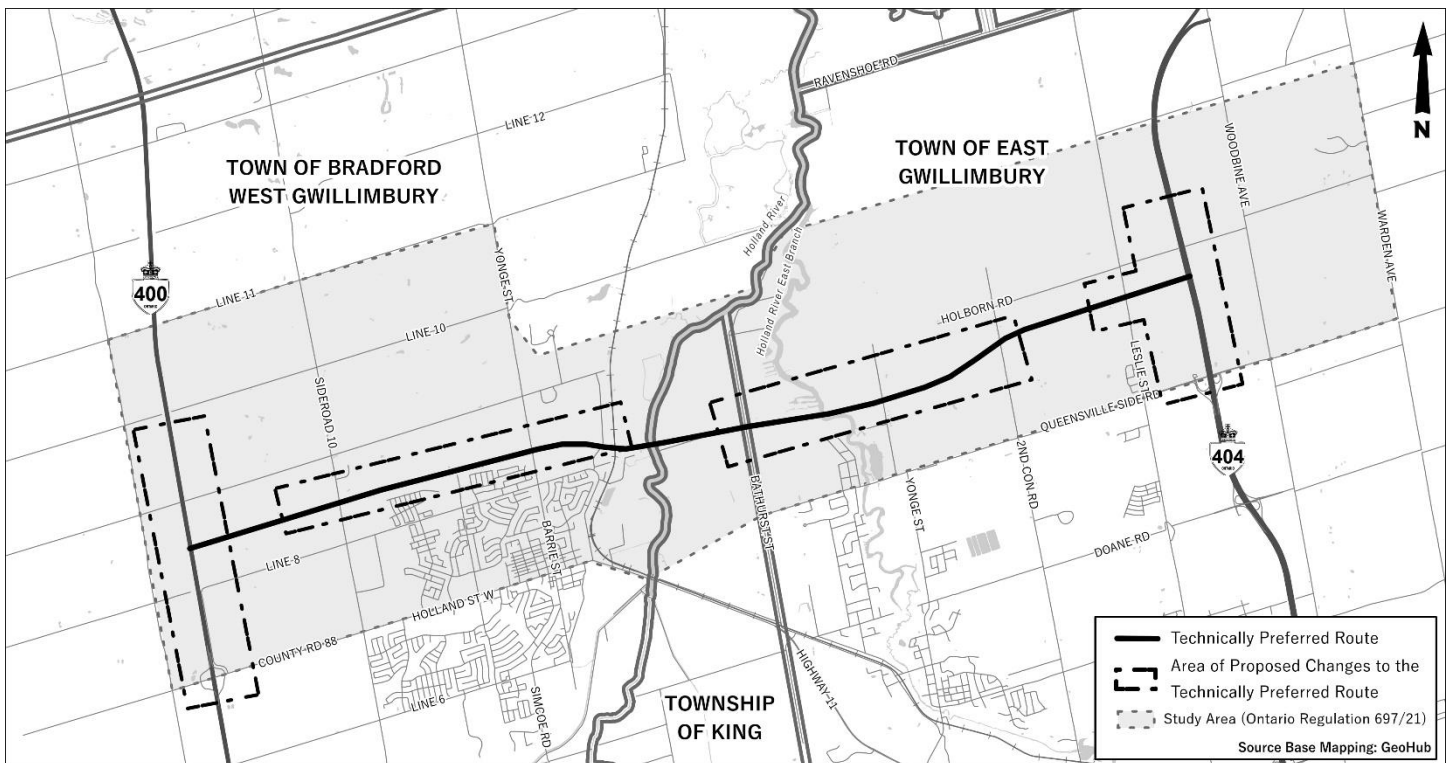 RAVENSHOE RD
LINE 12
TOWN OF BRADFORD
WEST GWILLIMBURY
TOWN OF EAST
GWILLIMBURY
N
WOODBINE AVE
WARDEN AVE
Holland River
Holland River East Branch
YONGE ST
400
ONTARIO
LINE 11
LINE 10
HOLBORN RD
SIDEROAD 10
LESLIE ST
QUEENSVILLE SIDE RD
404
ONTARIO
2ND CON RD
BATHURST ST
YONGE ST
BARRIE ST
DOANE RD
LINE 8
HOLLAND ST W
COUNTY RD 88
LINE 6
SIMCOE RD
HIGHWAY 11
TOWNSHIP
OF KING
Technically Preferred Route
Area of Proposed Changes to the
Technically Preferred Route
Study Area (Ontario Regulation 697/21)
Source Base Mapping: GeoHub